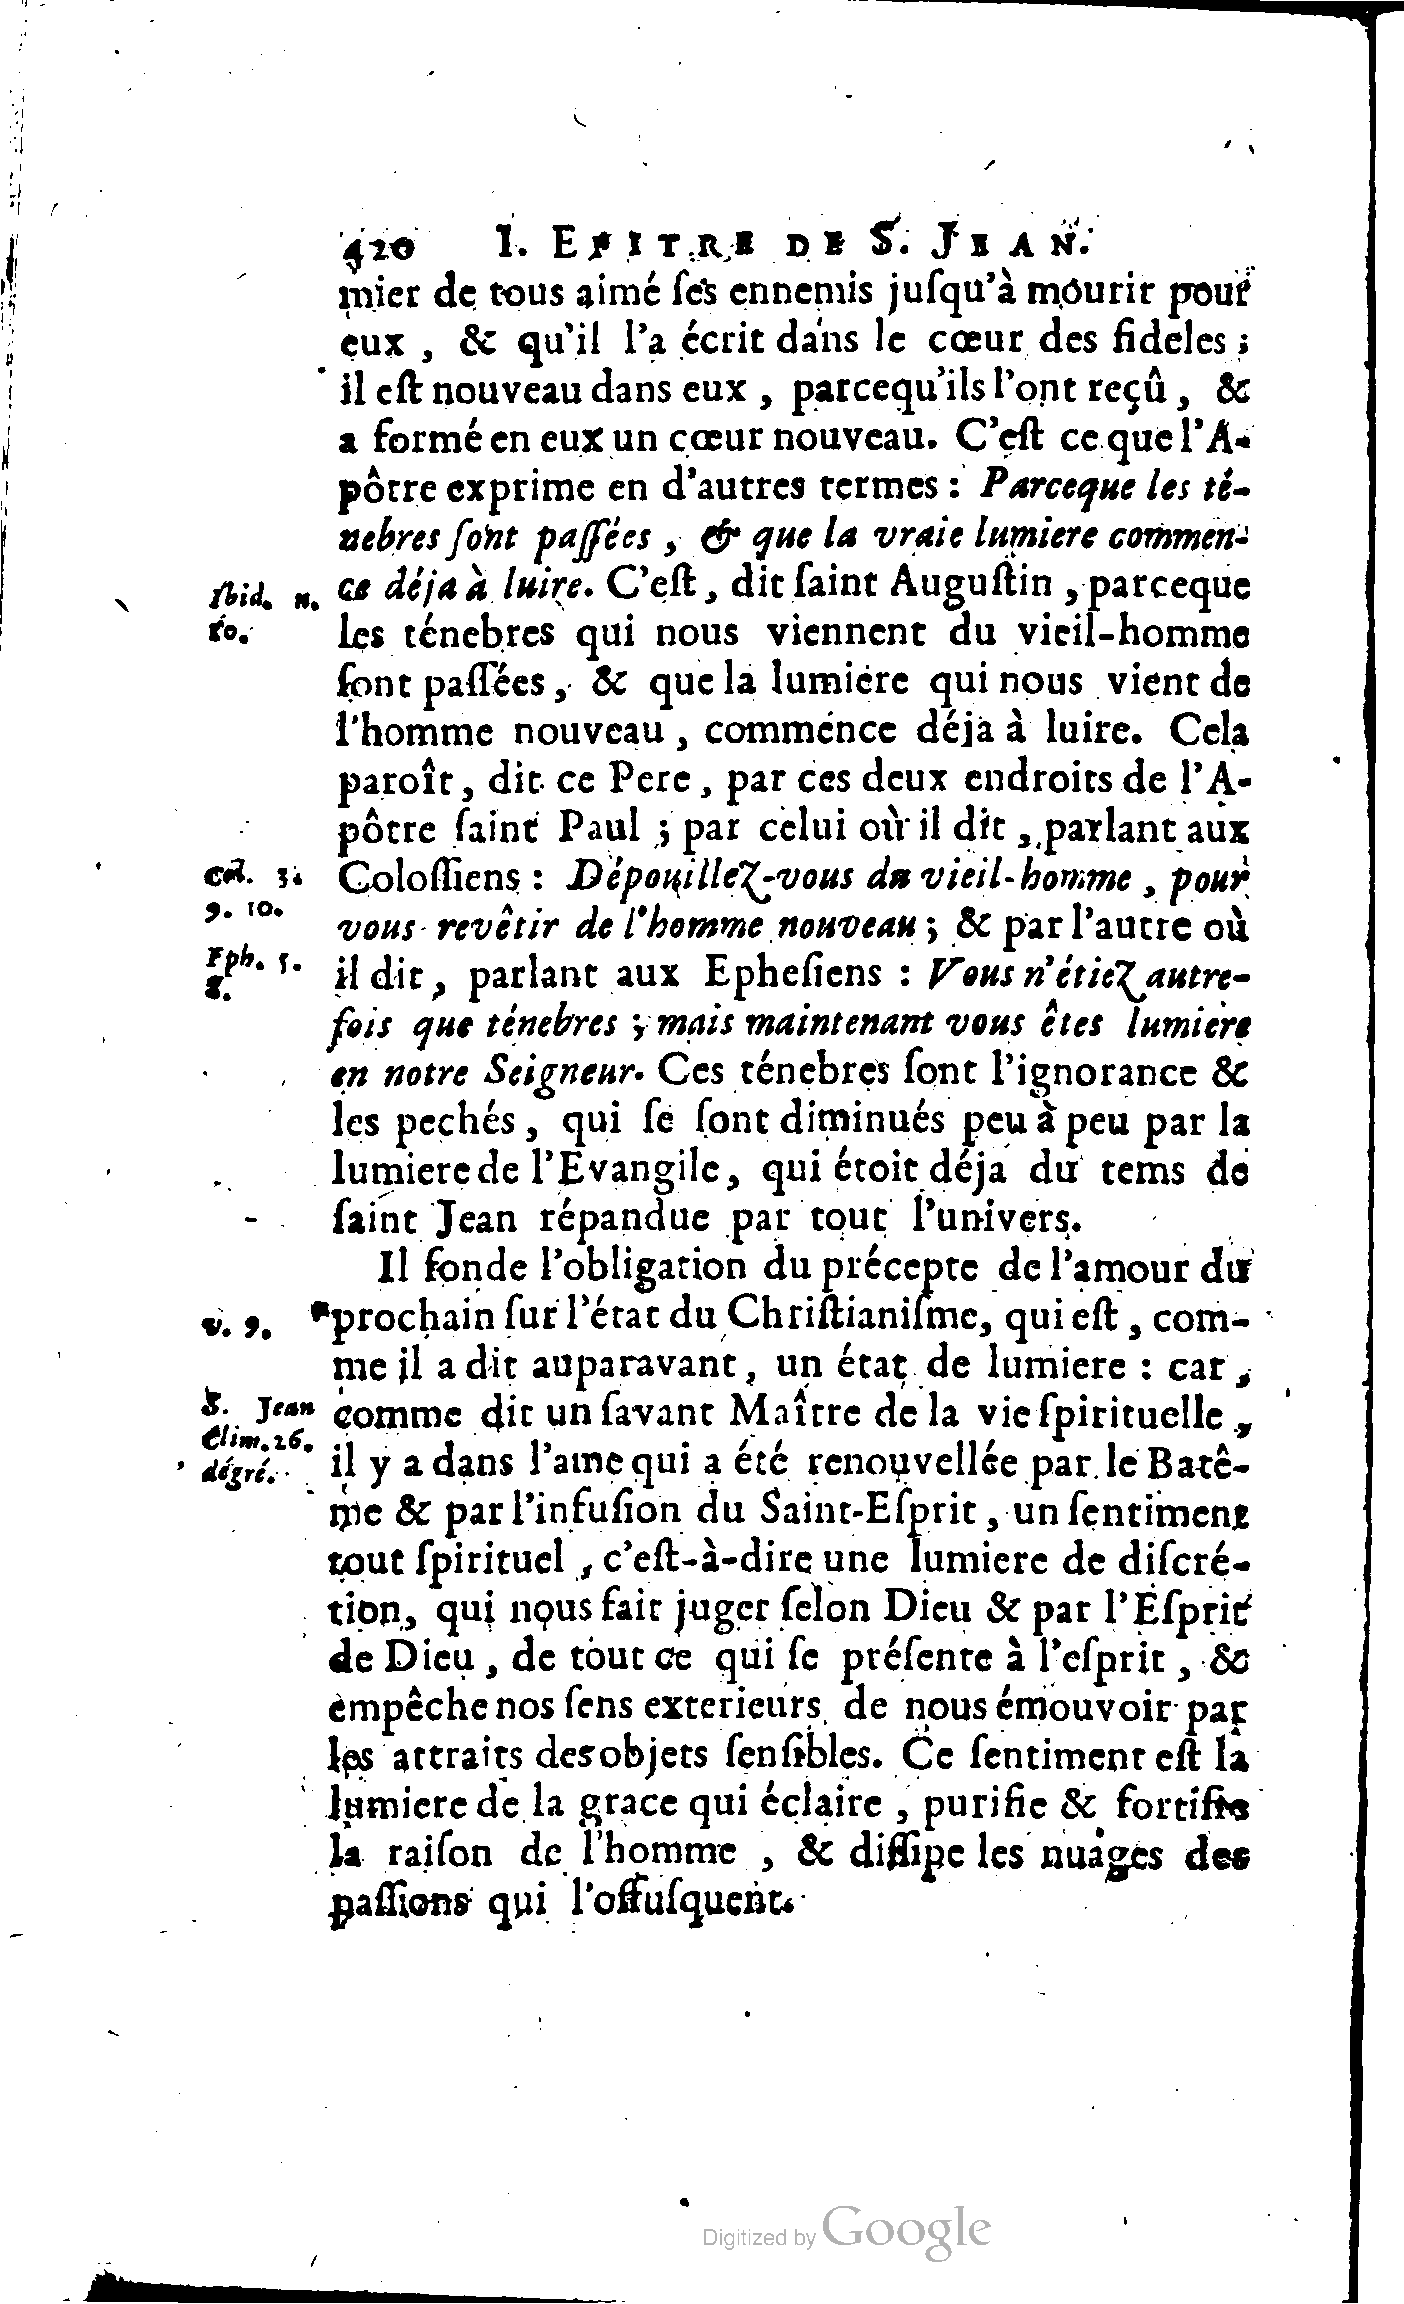 420 I. EPITRE DE S. JEAN.
mier de tous aimé ſes ennemis juſqu'à mourir pour
eux, & qu'il l'a écrit dans le cœur des fideles;
il eſt nouveau dans eux, parcequ'ils l'ont reçû, &
a formé en eux un cœur nouveau. C'eſt ce que l'A-
pôtre exprime en d'autres termes : Parceque les té-
nebres ſont paſſées, & que la vraie lumiere commen-
Ibid. n. ce déja à luire. C'eſt, dit ſaint Auguſtin, parceque
10. les ténebres qui nous viennent du vieil-homme
ſont paſſées, & que la lumiere qui nous vient de
l'homme nouveau, commence déja à luire. Cela
paroît, dit ce Pere, par ces deux endroits de l'A-
pôtre ſaint Paul ; par celui où il dit, parlant aux
Col. 3. Coloſſiens : Dépouillez-vous du vieil-homme, pour
9. 10. vous revêtir de l'homme nouveau ; & par l'autre où
Eph. 5. il dit, parlant aux Epheſiens : Vous n'étiez autre-
8.
fois que ténebres ; mais maintenant vous êtes lumiere
en notre Seigneur. Ces ténebres ſont l'ignorance &
les pechés, qui ſe ſont diminués peu à peu par la
lumiere de l'Evangile, qui étoit déja du tems de
ſaint Jean répandue par tout l'univers.
Il fonde l'obligation du précepte de l'amour du
v. 9. prochain ſur l'état du Chriſtianiſme, qui eſt, com-
me il a dit auparavant, un état de lumiere : car,
S. Jean comme dit un ſavant Maître de la vie ſpirituelle,
Clim. 26.
dégré. il y a dans l'ame qui a été renouvellée par le Batê-
me & par l'infuſion du Saint-Eſprit, un ſentiment
tout ſpirituel, c'eſt-à-dire une lumiere de diſcré-
tion, qui nous fait juger ſelon Dieu & par l'Eſprit
de Dieu, de tout ce qui ſe préſente à l'eſprit, &
empêche nos ſens exterieurs de nous émouvoir par
les attraits des objets ſenſibles. Ce ſentiment eſt la
lumiere de la grace qui éclaire, purifie & fortifie
la raiſon de l'homme, & diſſipe les nuages des
paſſions qui l'offuſquent.
Digitized by Google